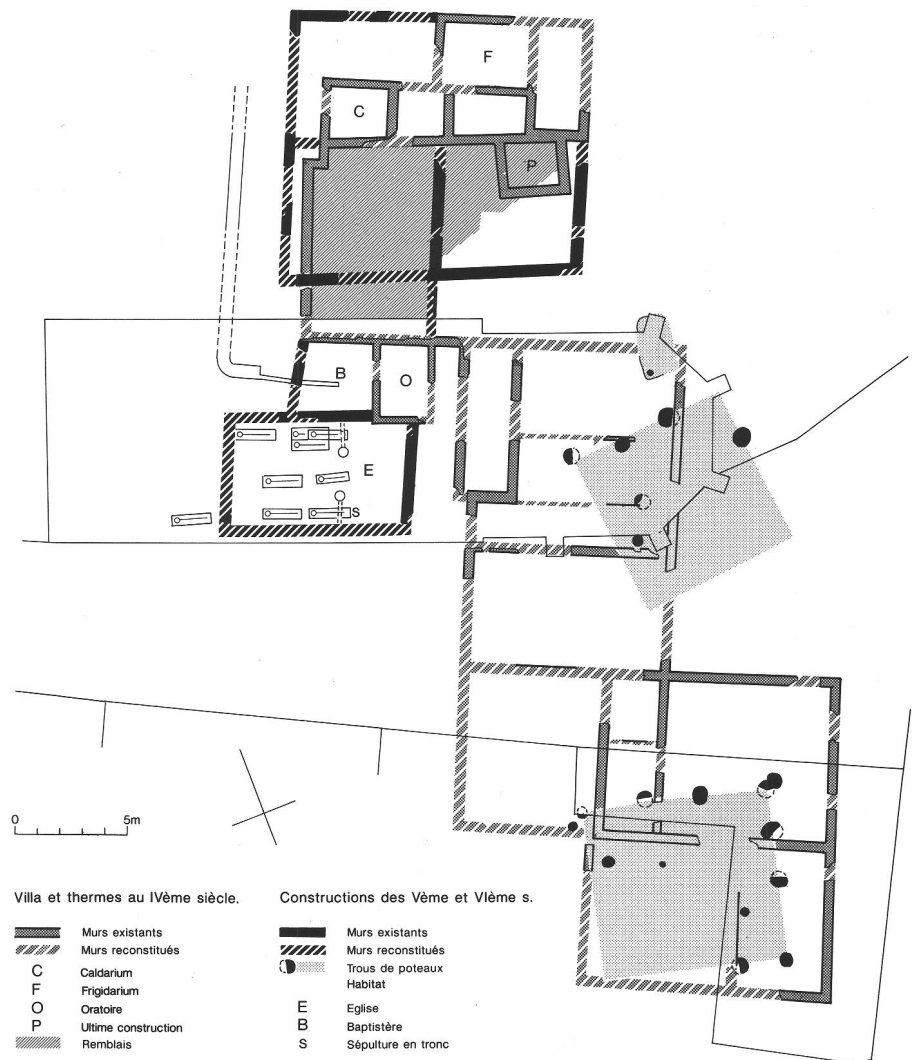 F
C
P
B
O
E
S
0 5m
Villa et thermes au IVème siècle.
Murs existants
Murs reconstitués
C Caldarium
F Frigidarium
O Oratoire
P Ultime construction
Remblais
Constructions des Vème et VIème s.
Murs existants
Murs reconstitués
Trous de poteaux
Habitat
E Eglise
B Baptistère
S Sépulture en tronc